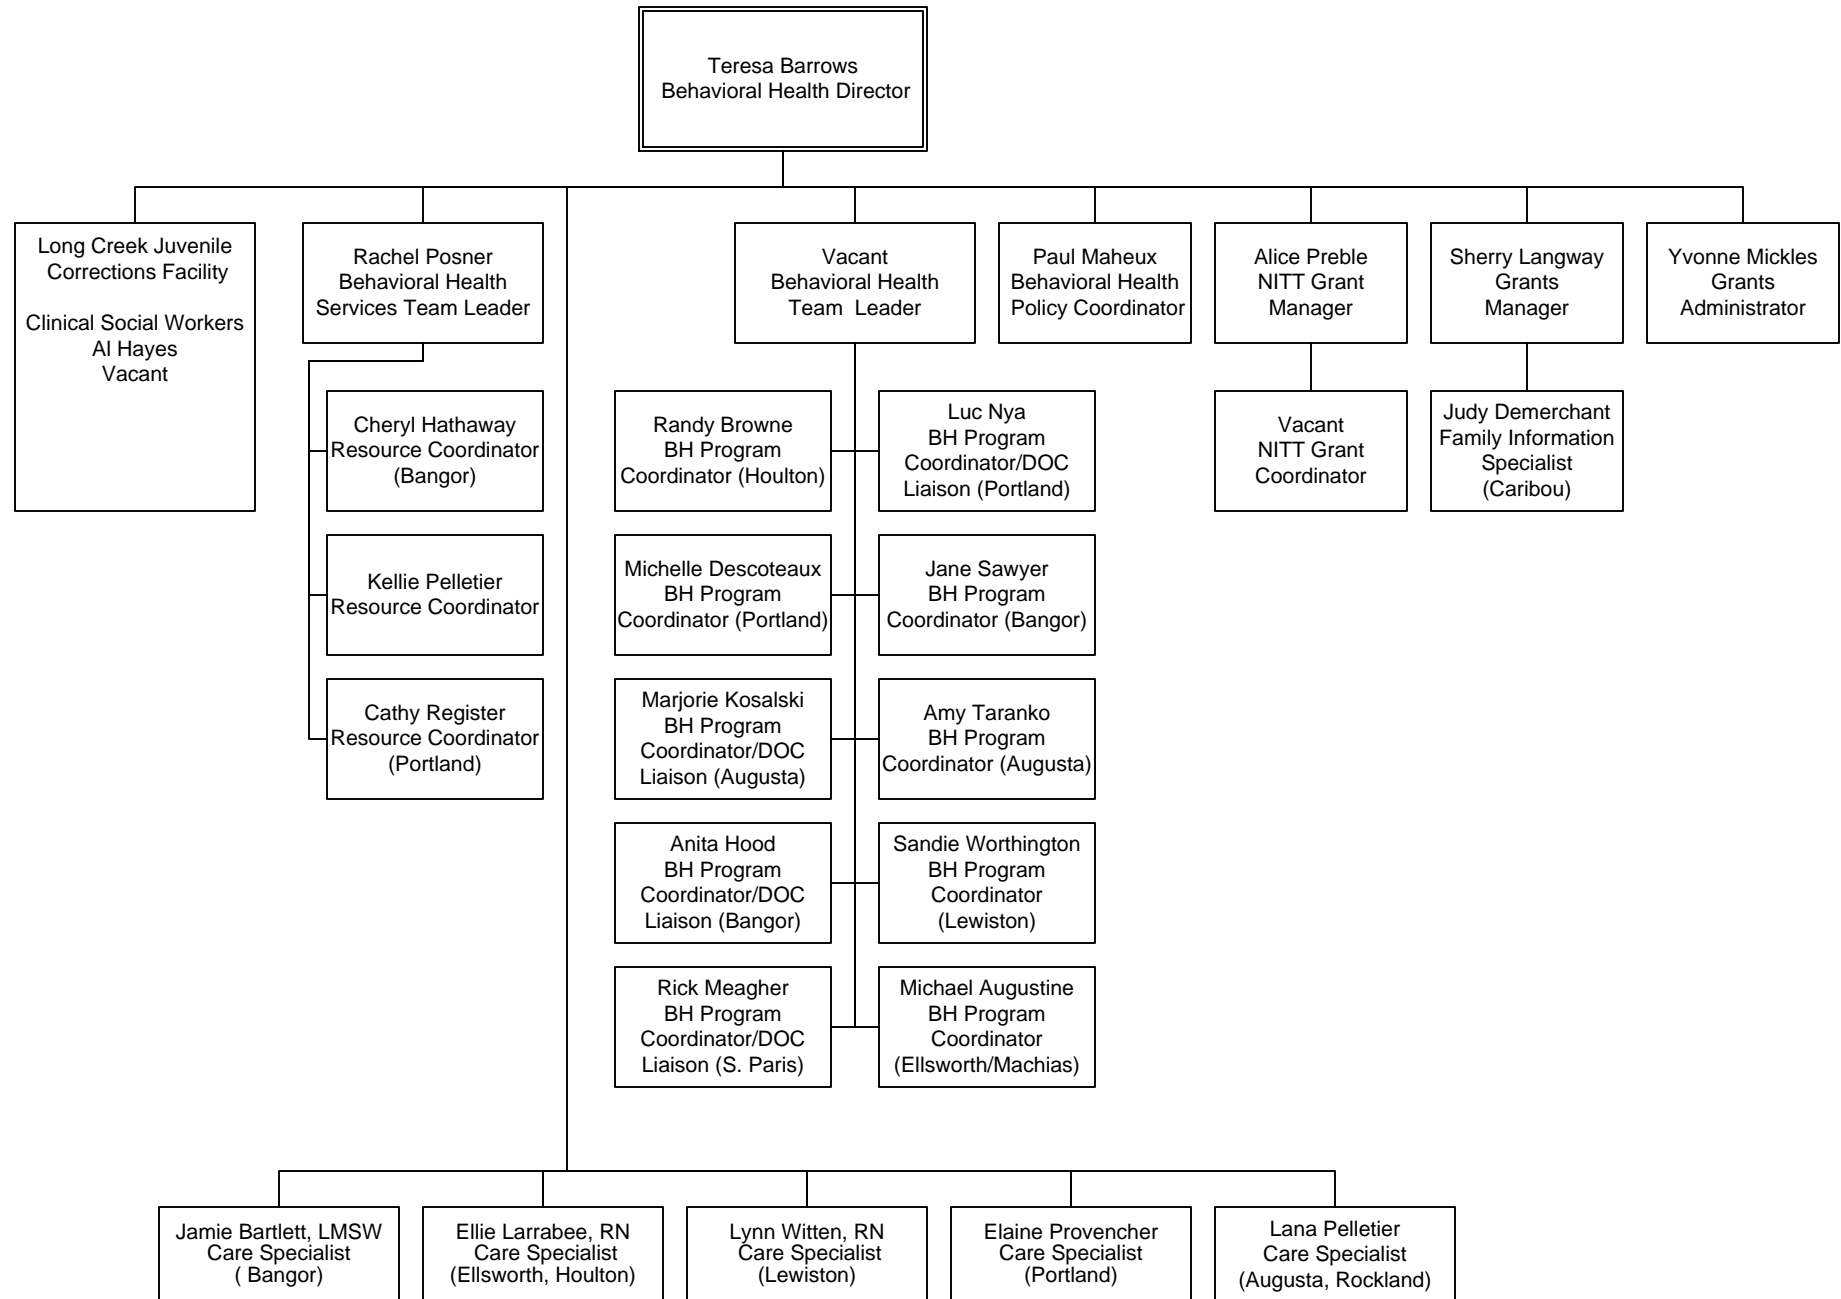 Teresa Barrows
Behavioral Health Director
Long Creek Juvenile
Corrections Facility
Clinical Social Workers
Al Hayes
Vacant
Rachel Posner
Behavioral Health
Services Team Leader
Vacant
Behavioral Health
Team Leader
Paul Maheux
Behavioral Health
Policy Coordinator
Alice Preble
NITT Grant
Manager
Sherry Langway
Grants
Manager
Yvonne Mickles
Grants
Administrator
Cheryl Hathaway
Resource Coordinator
(Bangor)
Randy Browne
BH Program
Coordinator (Houlton)
Luc Nya
BH Program
Coordinator/DOC
Liaison (Portland)
Vacant
NITT Grant
Coordinator
Judy Demerchant
Family Information
Specialist
(Caribou)
Kellie Pelletier
Resource Coordinator
Michelle Descoteaux
BH Program
Coordinator (Portland)
Jane Sawyer
BH Program
Coordinator (Bangor)
Cathy Register
Resource Coordinator
(Portland)
Marjorie Kosalski
BH Program
Coordinator/DOC
Liaison (Augusta)
Amy Taranko
BH Program
Coordinator (Augusta)
Anita Hood
BH Program
Coordinator/DOC
Liaison (Bangor)
Sandie Worthington
BH Program
Coordinator
(Lewiston)
Rick Meagher
BH Program
Coordinator/DOC
Liaison (S. Paris)
Michael Augustine
BH Program
Coordinator
(Ellsworth/Machias)
Jamie Bartlett, LMSW
Care Specialist
( Bangor)
Ellie Larrabee, RN
Care Specialist
(Ellsworth, Houlton)
Lynn Witten, RN
Care Specialist
(Lewiston)
Elaine Provencher
Care Specialist
(Portland)
Lana Pelletier
Care Specialist
(Augusta, Rockland)